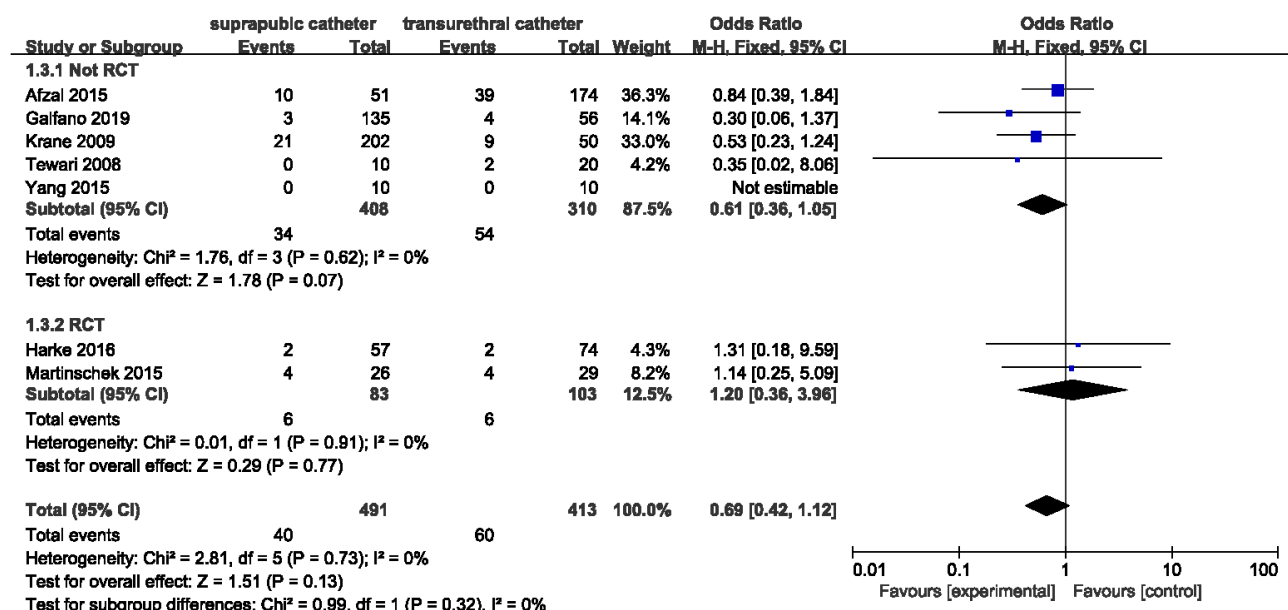 suprapubic catheter transurethral catheter Odds Ratio Odds Ratio
Study or Subgroup Events Total Events Total Weight M-H, Fixed, 95% CI M-H, Fixed, 95% CI
1.3.1 Not RCT
Afzal 2015 10 51 39 174 36.3% 0.84 [0.39, 1.84]
Galfano 2019 3 135 4 56 14.1% 0.30 [0.06, 1.37]
Krane 2009 21 202 9 50 33.0% 0.53 [0.23, 1.24]
Tewari 2008 0 10 2 20 4.2% 0.35 [0.02, 8.06]
Yang 2015 0 10 0 10 Not estimable
Subtotal (95% CI) 408 310 87.5% 0.61 [0.36, 1.05]
Total events 34 54
Heterogeneity: Chi² = 1.76, df = 3 (P = 0.62); I² = 0%
Test for overall effect: Z = 1.78 (P = 0.07)
1.3.2 RCT
Harke 2016 2 57 2 74 4.3% 1.31 [0.18, 9.59]
Martinschek 2015 4 26 4 29 8.2% 1.14 [0.25, 5.09]
Subtotal (95% CI) 83 103 12.5% 1.20 [0.36, 3.96]
Total events 6 6
Heterogeneity: Chi² = 0.01, df = 1 (P = 0.91); I² = 0%
Test for overall effect: Z = 0.29 (P = 0.77)
Total (95% CI) 491 413 100.0% 0.69 [0.42, 1.12]
Total events 40 60
Heterogeneity: Chi² = 2.81, df = 5 (P = 0.73); I² = 0%
Test for overall effect: Z = 1.51 (P = 0.13)
Test for subgroup differences: Chi² = 0.99, df = 1 (P = 0.32), I² = 0%
0.01 0.1 1 10 100
Favours [experimental] Favours [control]